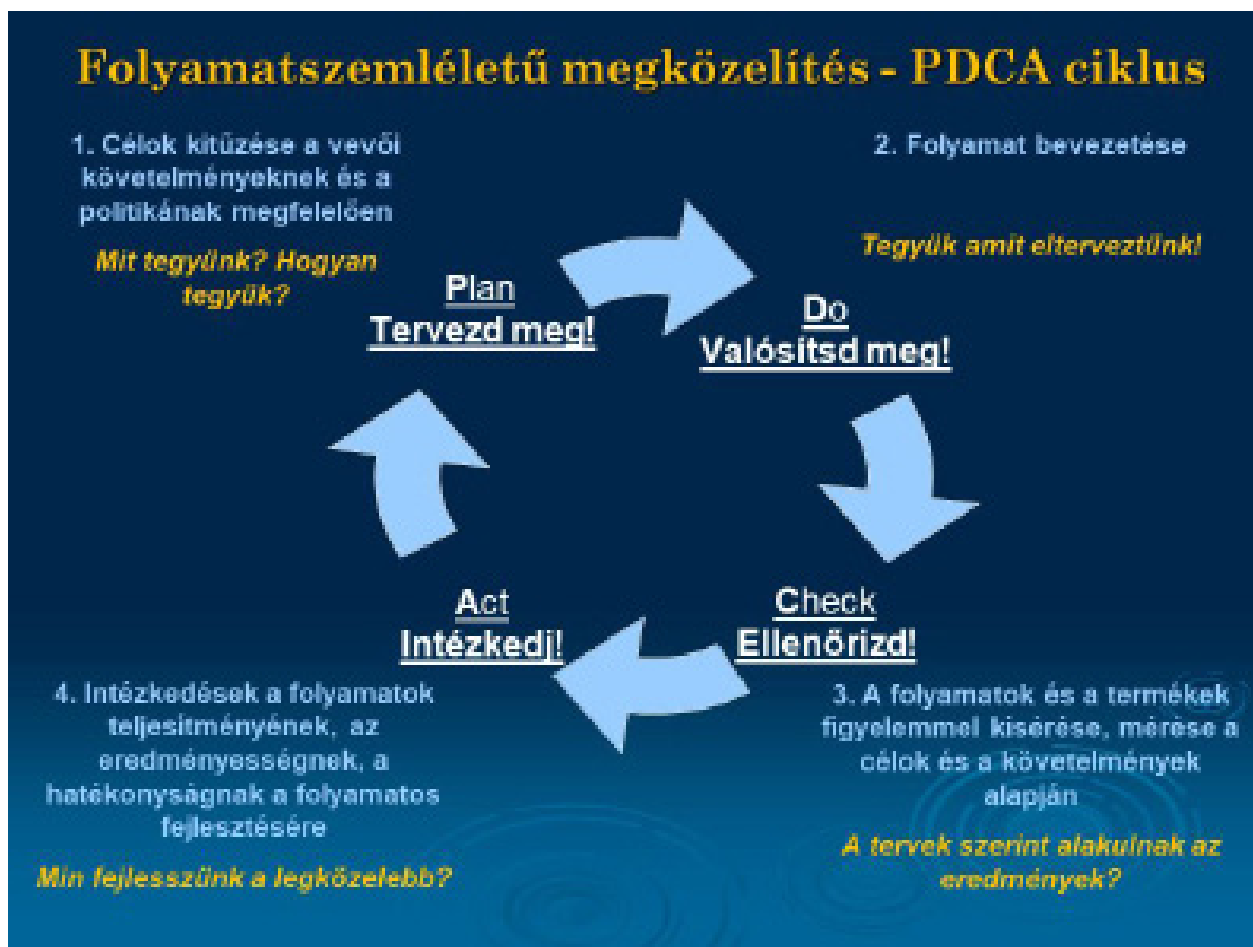 Folyamatszemléletű megközelítés - PDCA ciklus
1. Célok kitűzése a vevői
követelményeknek és a
politikának megfelelően
Mit tegyünk? Hogyan
tegyük?
Plan
Tervezd meg!
2. Folyamat bevezetése
Tegyük amit elterveztünk!
Do
Valósítsd meg!
Check
Ellenőrizd!
3. A folyamatok és a termékek
figyelemmel kisérése, mérése a
célok és a követelmények
alapján
A tervek szerint alakulnak az
eredmények?
Act
Intézkedj!
4. Intézkedések a folyamatok
teljesítményének, az
eredményességnek, a
hatékonyságnak a folyamatos
fejlesztésére
Min fejlesszünk a legközelebb?